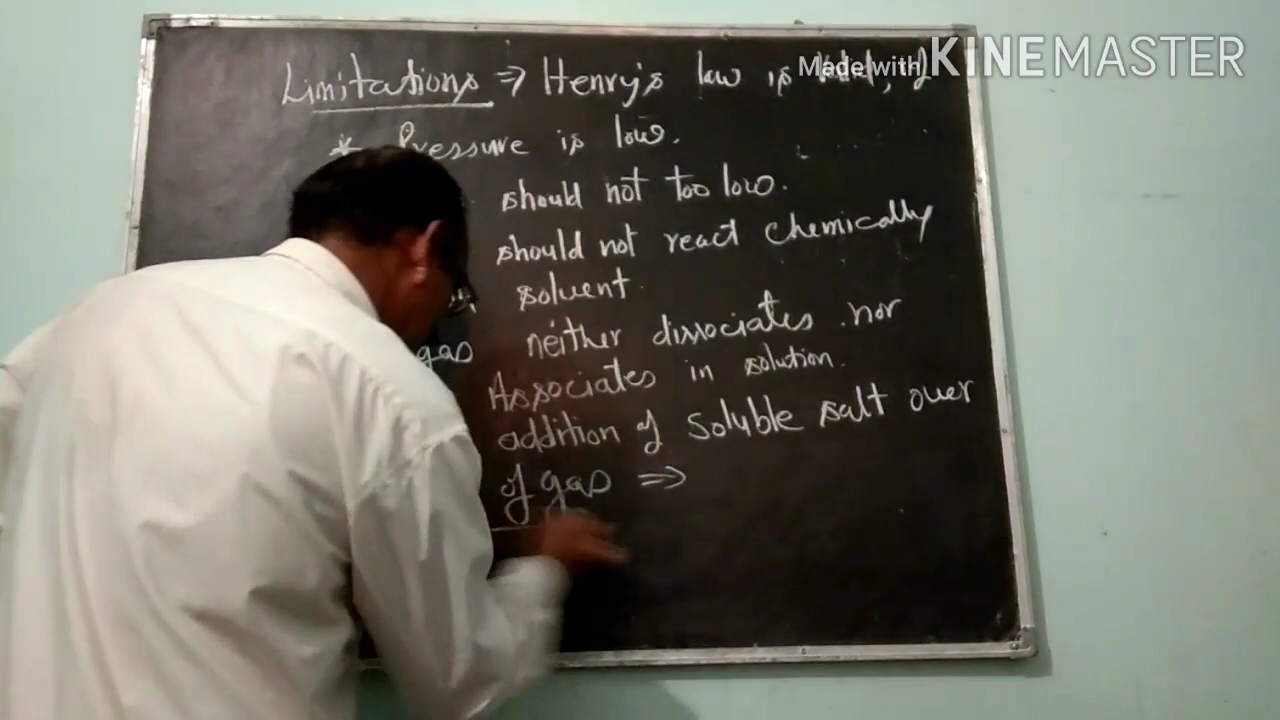 Limitations ⇒ Henry's law is , if
Made with KINEMASTER
* Pressure is low.
should not too low.
should not react chemically
solvent.
gas neither dissociates nor
Associates in solution.
addition of soluble salt over
of gas ⇒